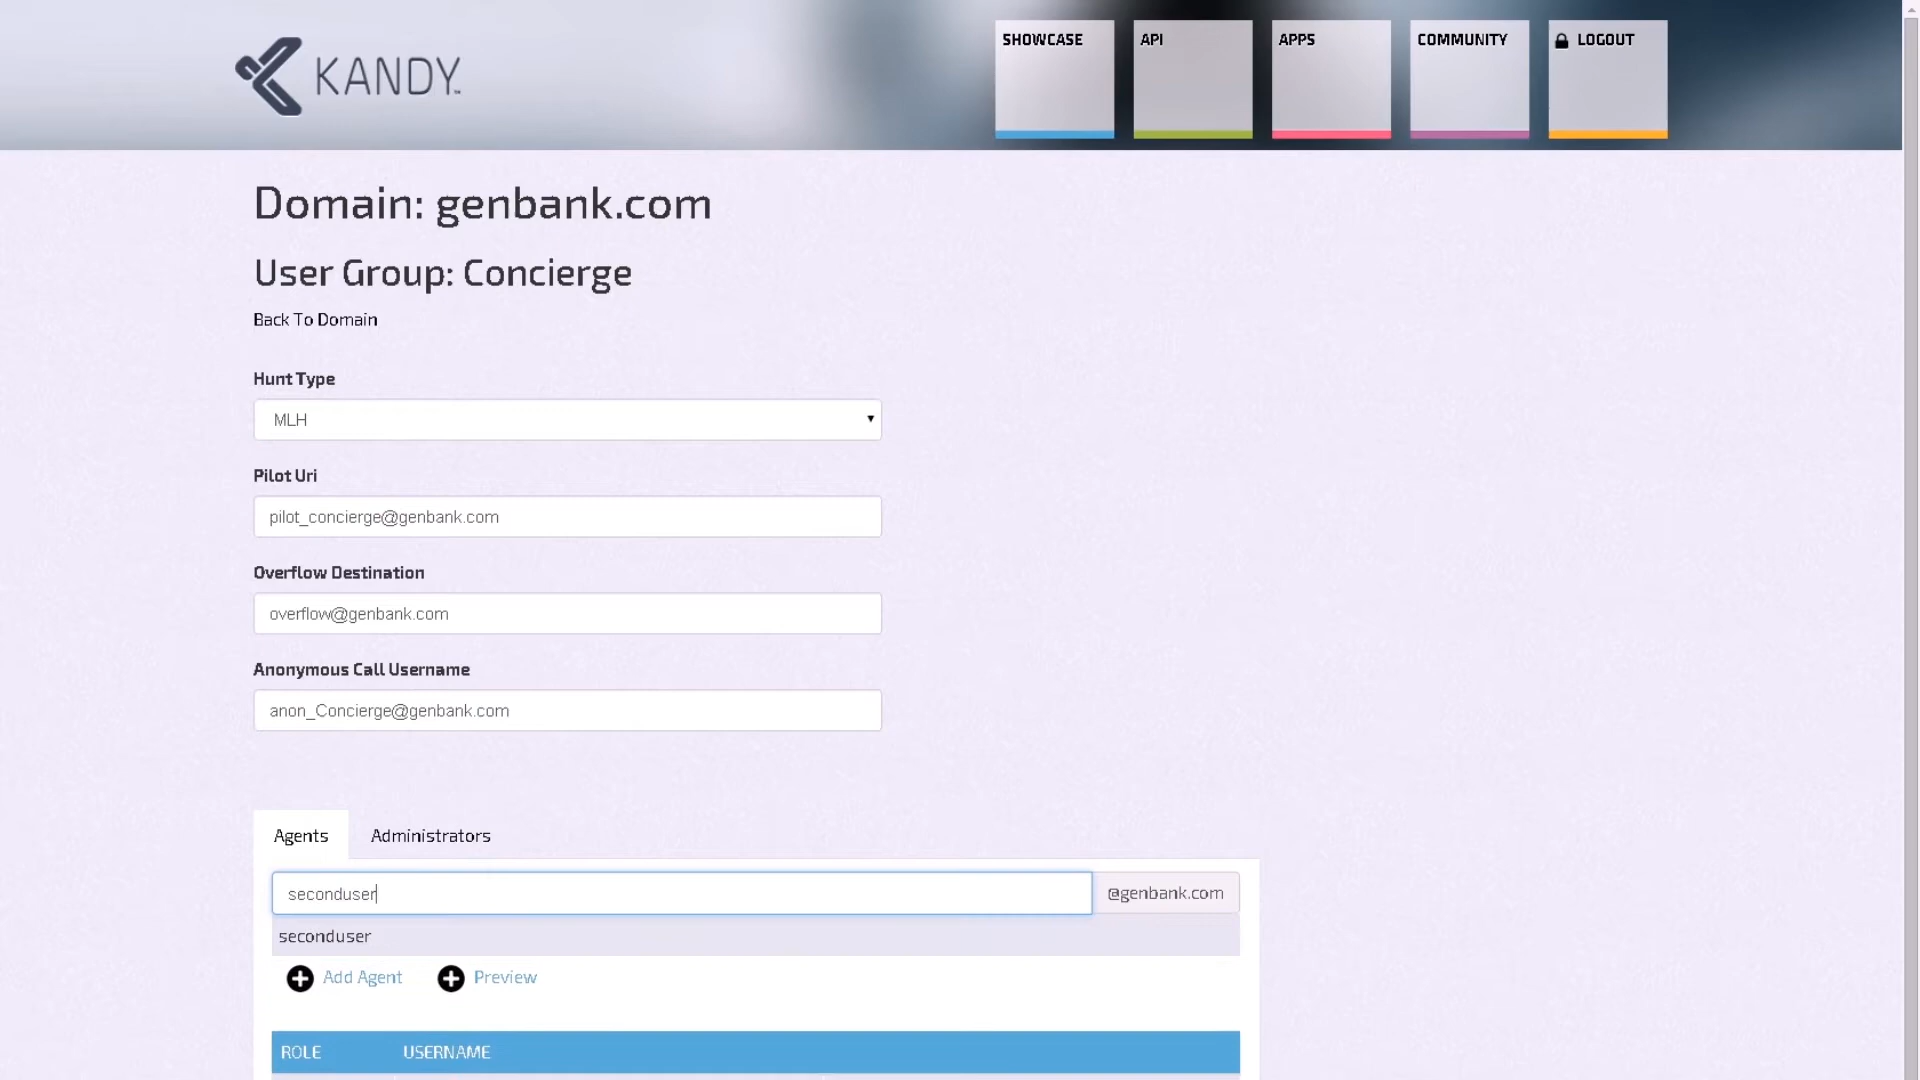 KANDY™
SHOWCASE
API
APPS
COMMUNITY
LOGOUT
Domain: genbank.com
User Group: Concierge
Back To Domain
Hunt Type
MLH
Pilot Uri
pilot_concierge@genbank.com
Overflow Destination
overflow@genbank.com
Anonymous Call Username
anon_Concierge@genbank.com
Agents Administrators
seconduser @genbank.com
seconduser
Add Agent Preview
ROLE USERNAME